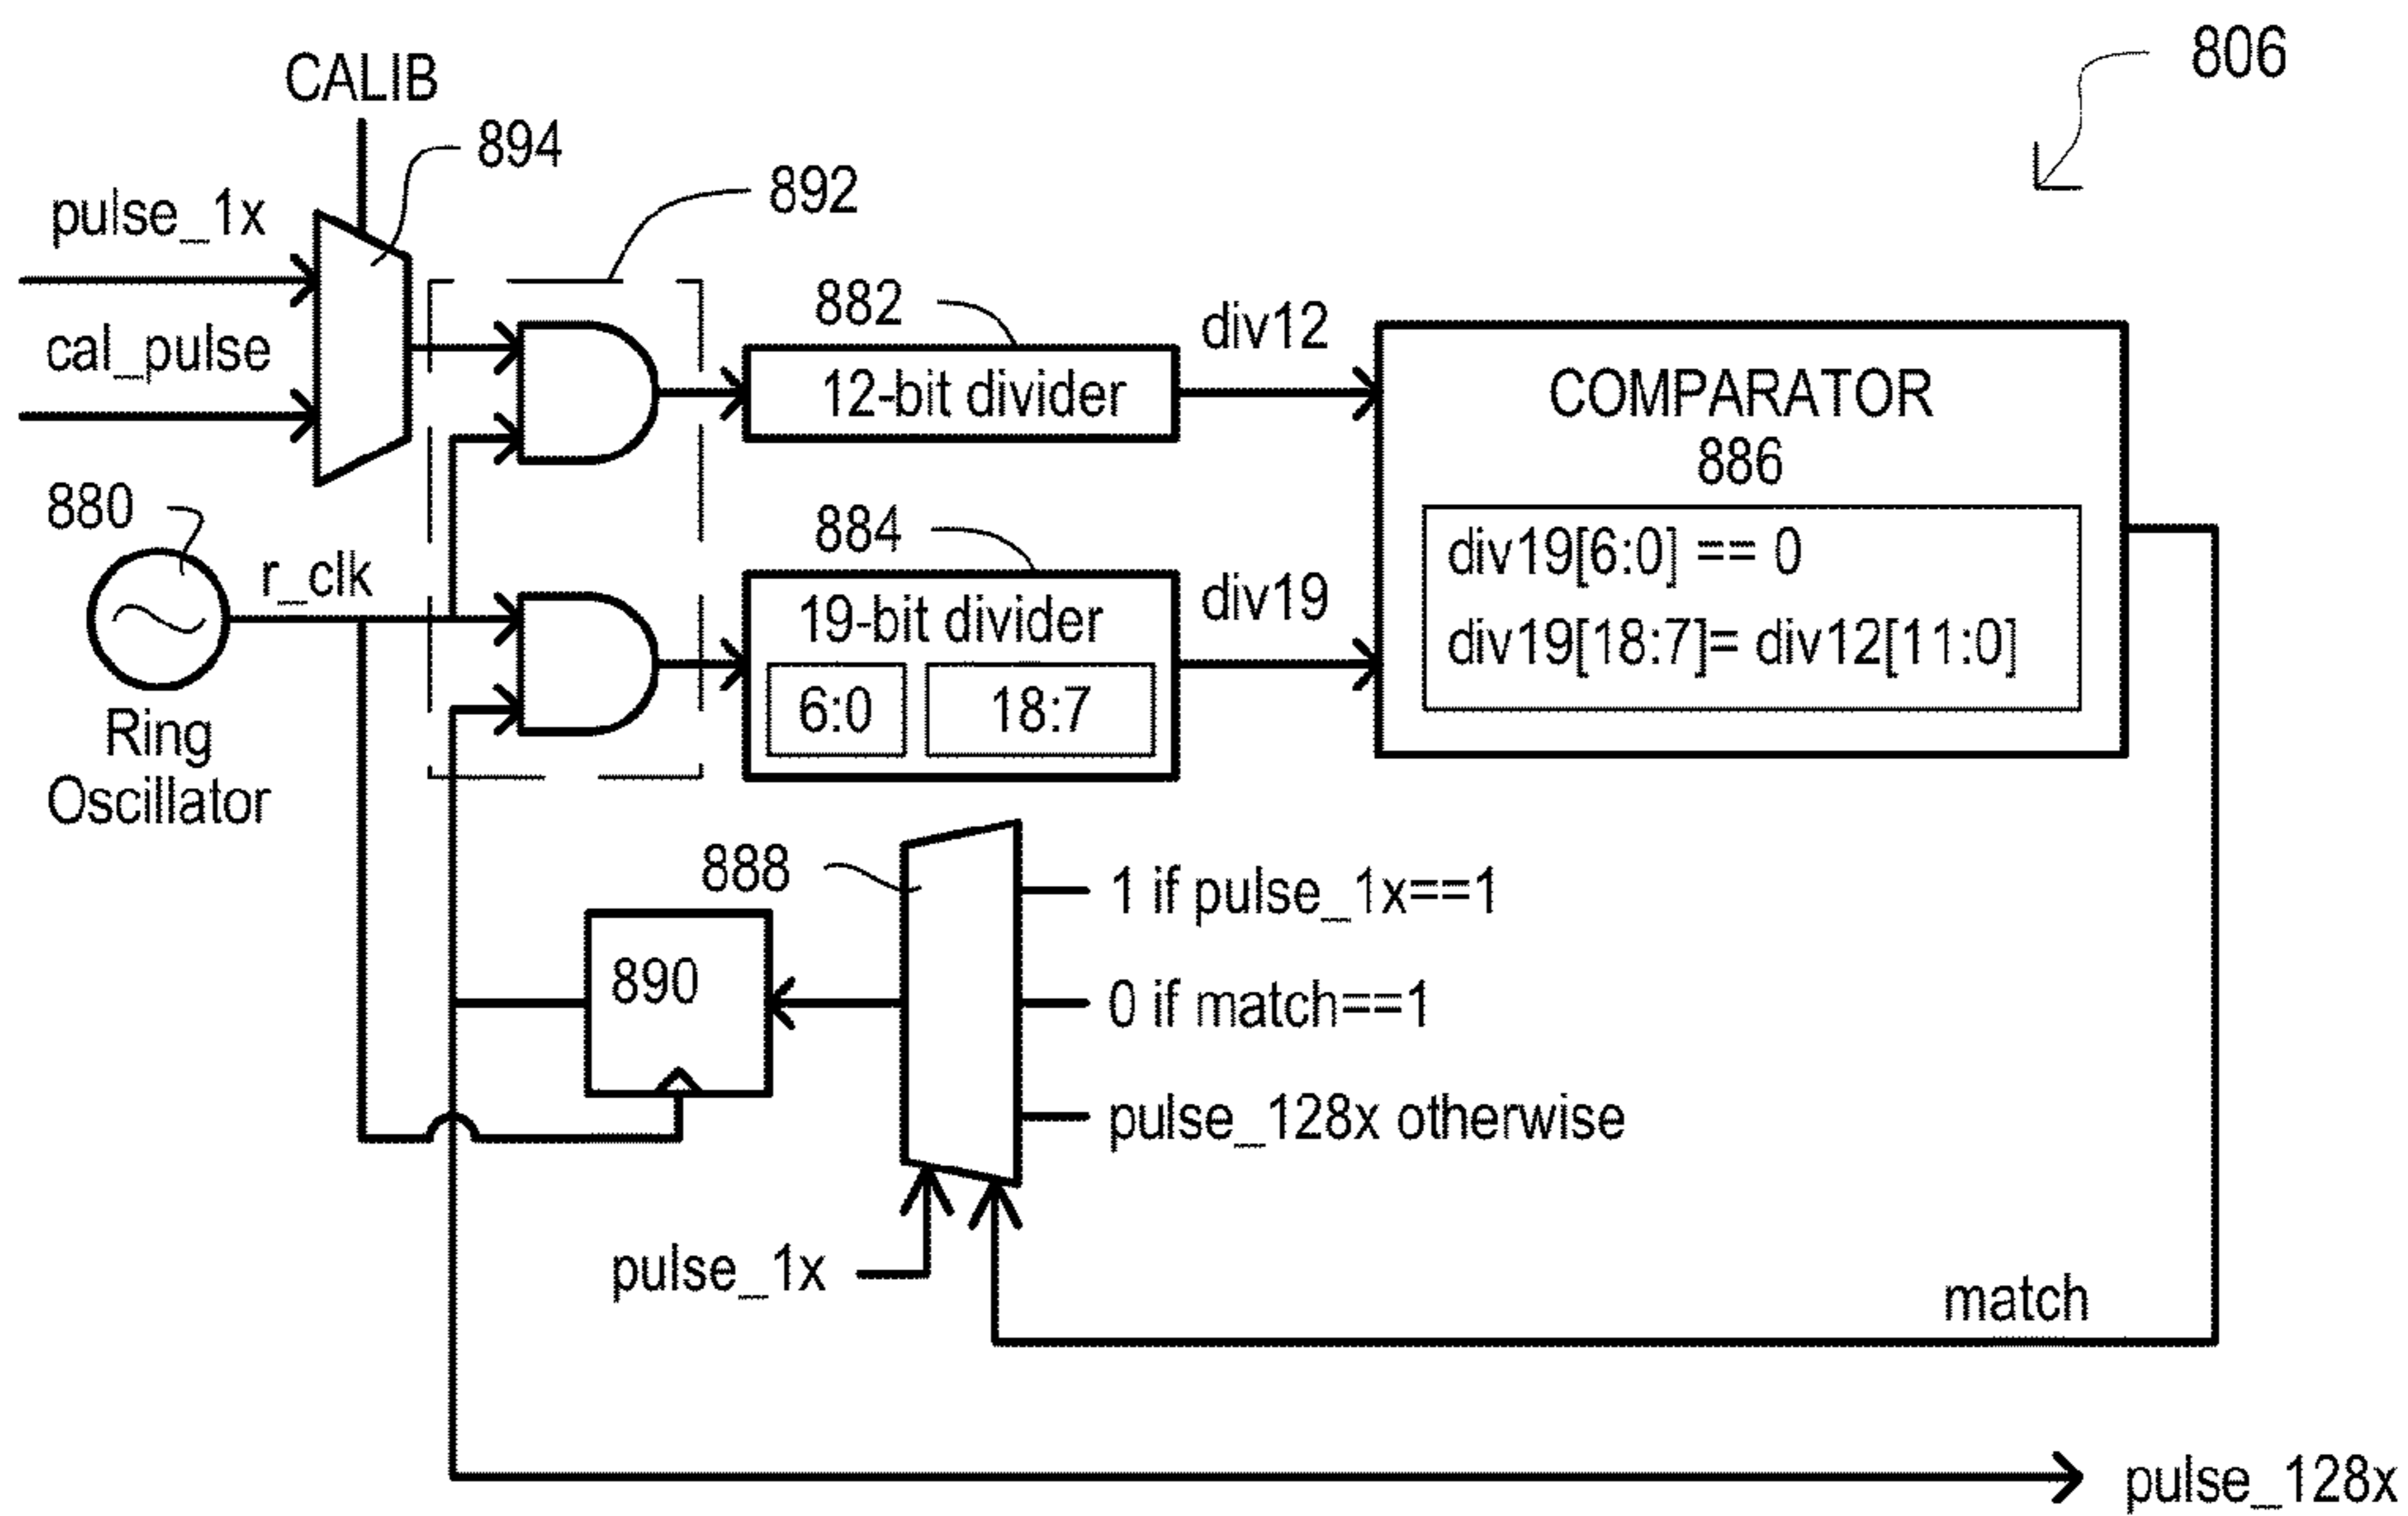 806
CALIB
894
pulse_1x
892
cal_pulse
882
div12
12-bit divider
COMPARATOR
886
div19[6:0] == 0
div19[18:7]= div12[11:0]
880
r_clk
884
div19
19-bit divider
6:0
18:7
Ring
Oscillator
888
1 if pulse_1x==1
890
0 if match==1
pulse_128x otherwise
pulse_1x
match
pulse_128x